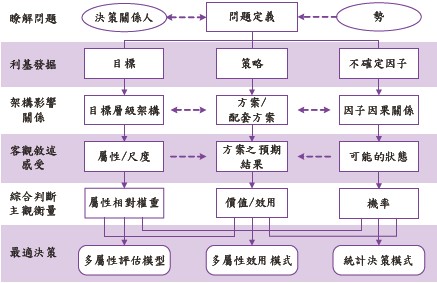 瞭解問題 決策關係人 問題定義 勢
利基發掘 目標 策略 不確定因子
架構影響
關係 目標層級架構 方案/
配套方案 因子因果關係
客觀敘述
感受 屬性/尺度 方案之預期
結果 可能的狀態
綜合判斷
主觀衡量 屬性相對權重 價值/效用 機率
最適決策 多屬性評估模型 多屬性效用模式 統計決策模式